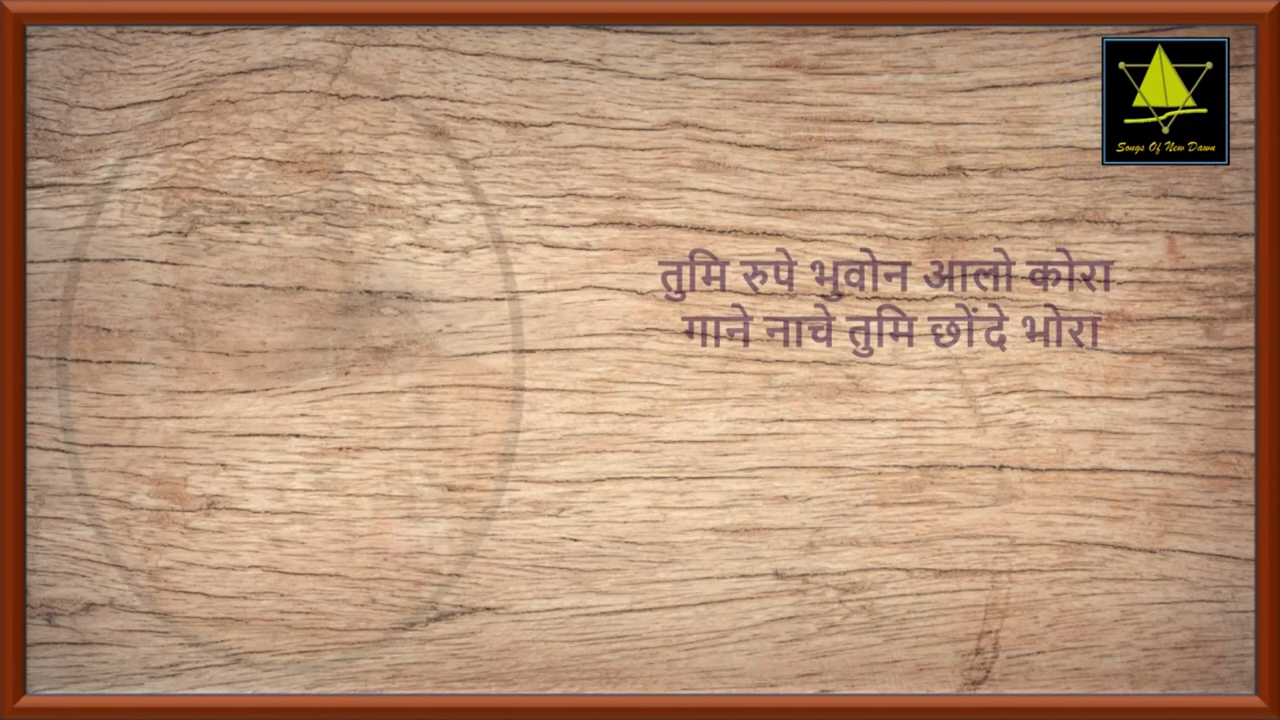 Songs Of New Dawn
तुमि रुपे भुवोन आलो कोरा
गाने नाचे तुमि छोंदे भोरा